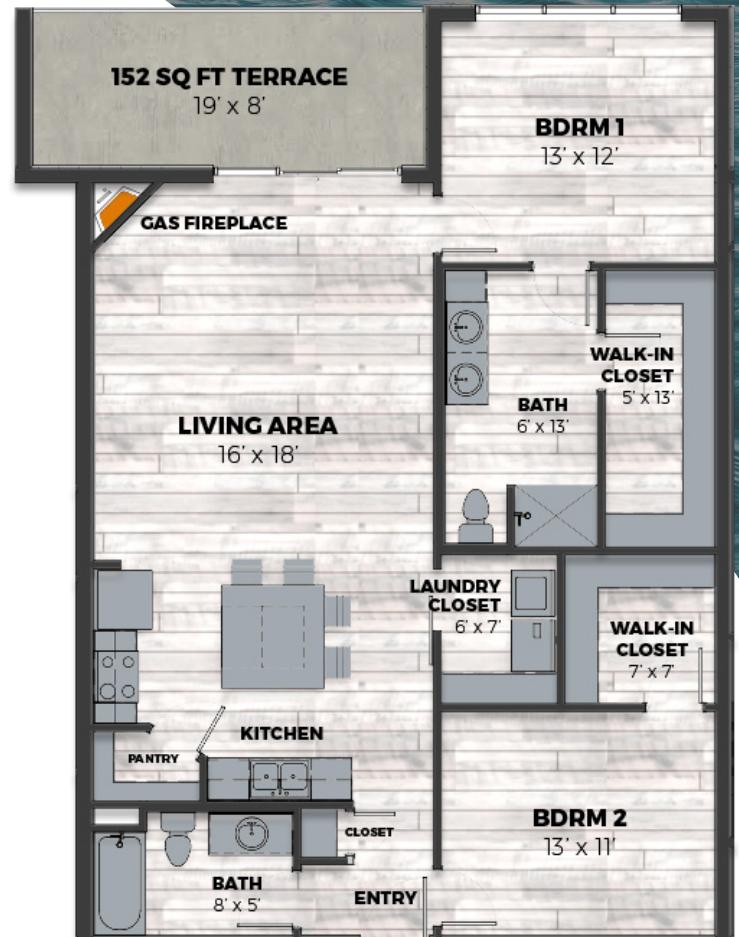 152 SQ FT TERRACE
19' x 8'
BDRM 1
13' x 12'
GAS FIREPLACE
WALK-IN
CLOSET
5' x 13'
BATH
6' x 13'
LIVING AREA
16' x 18'
LAUNDRY
CLOSET
6' x 7'
WALK-IN
CLOSET
7' x 7'
KITCHEN
PANTRY
BDRM 2
13' x 11'
CLOSET
BATH
8' x 5'
ENTRY